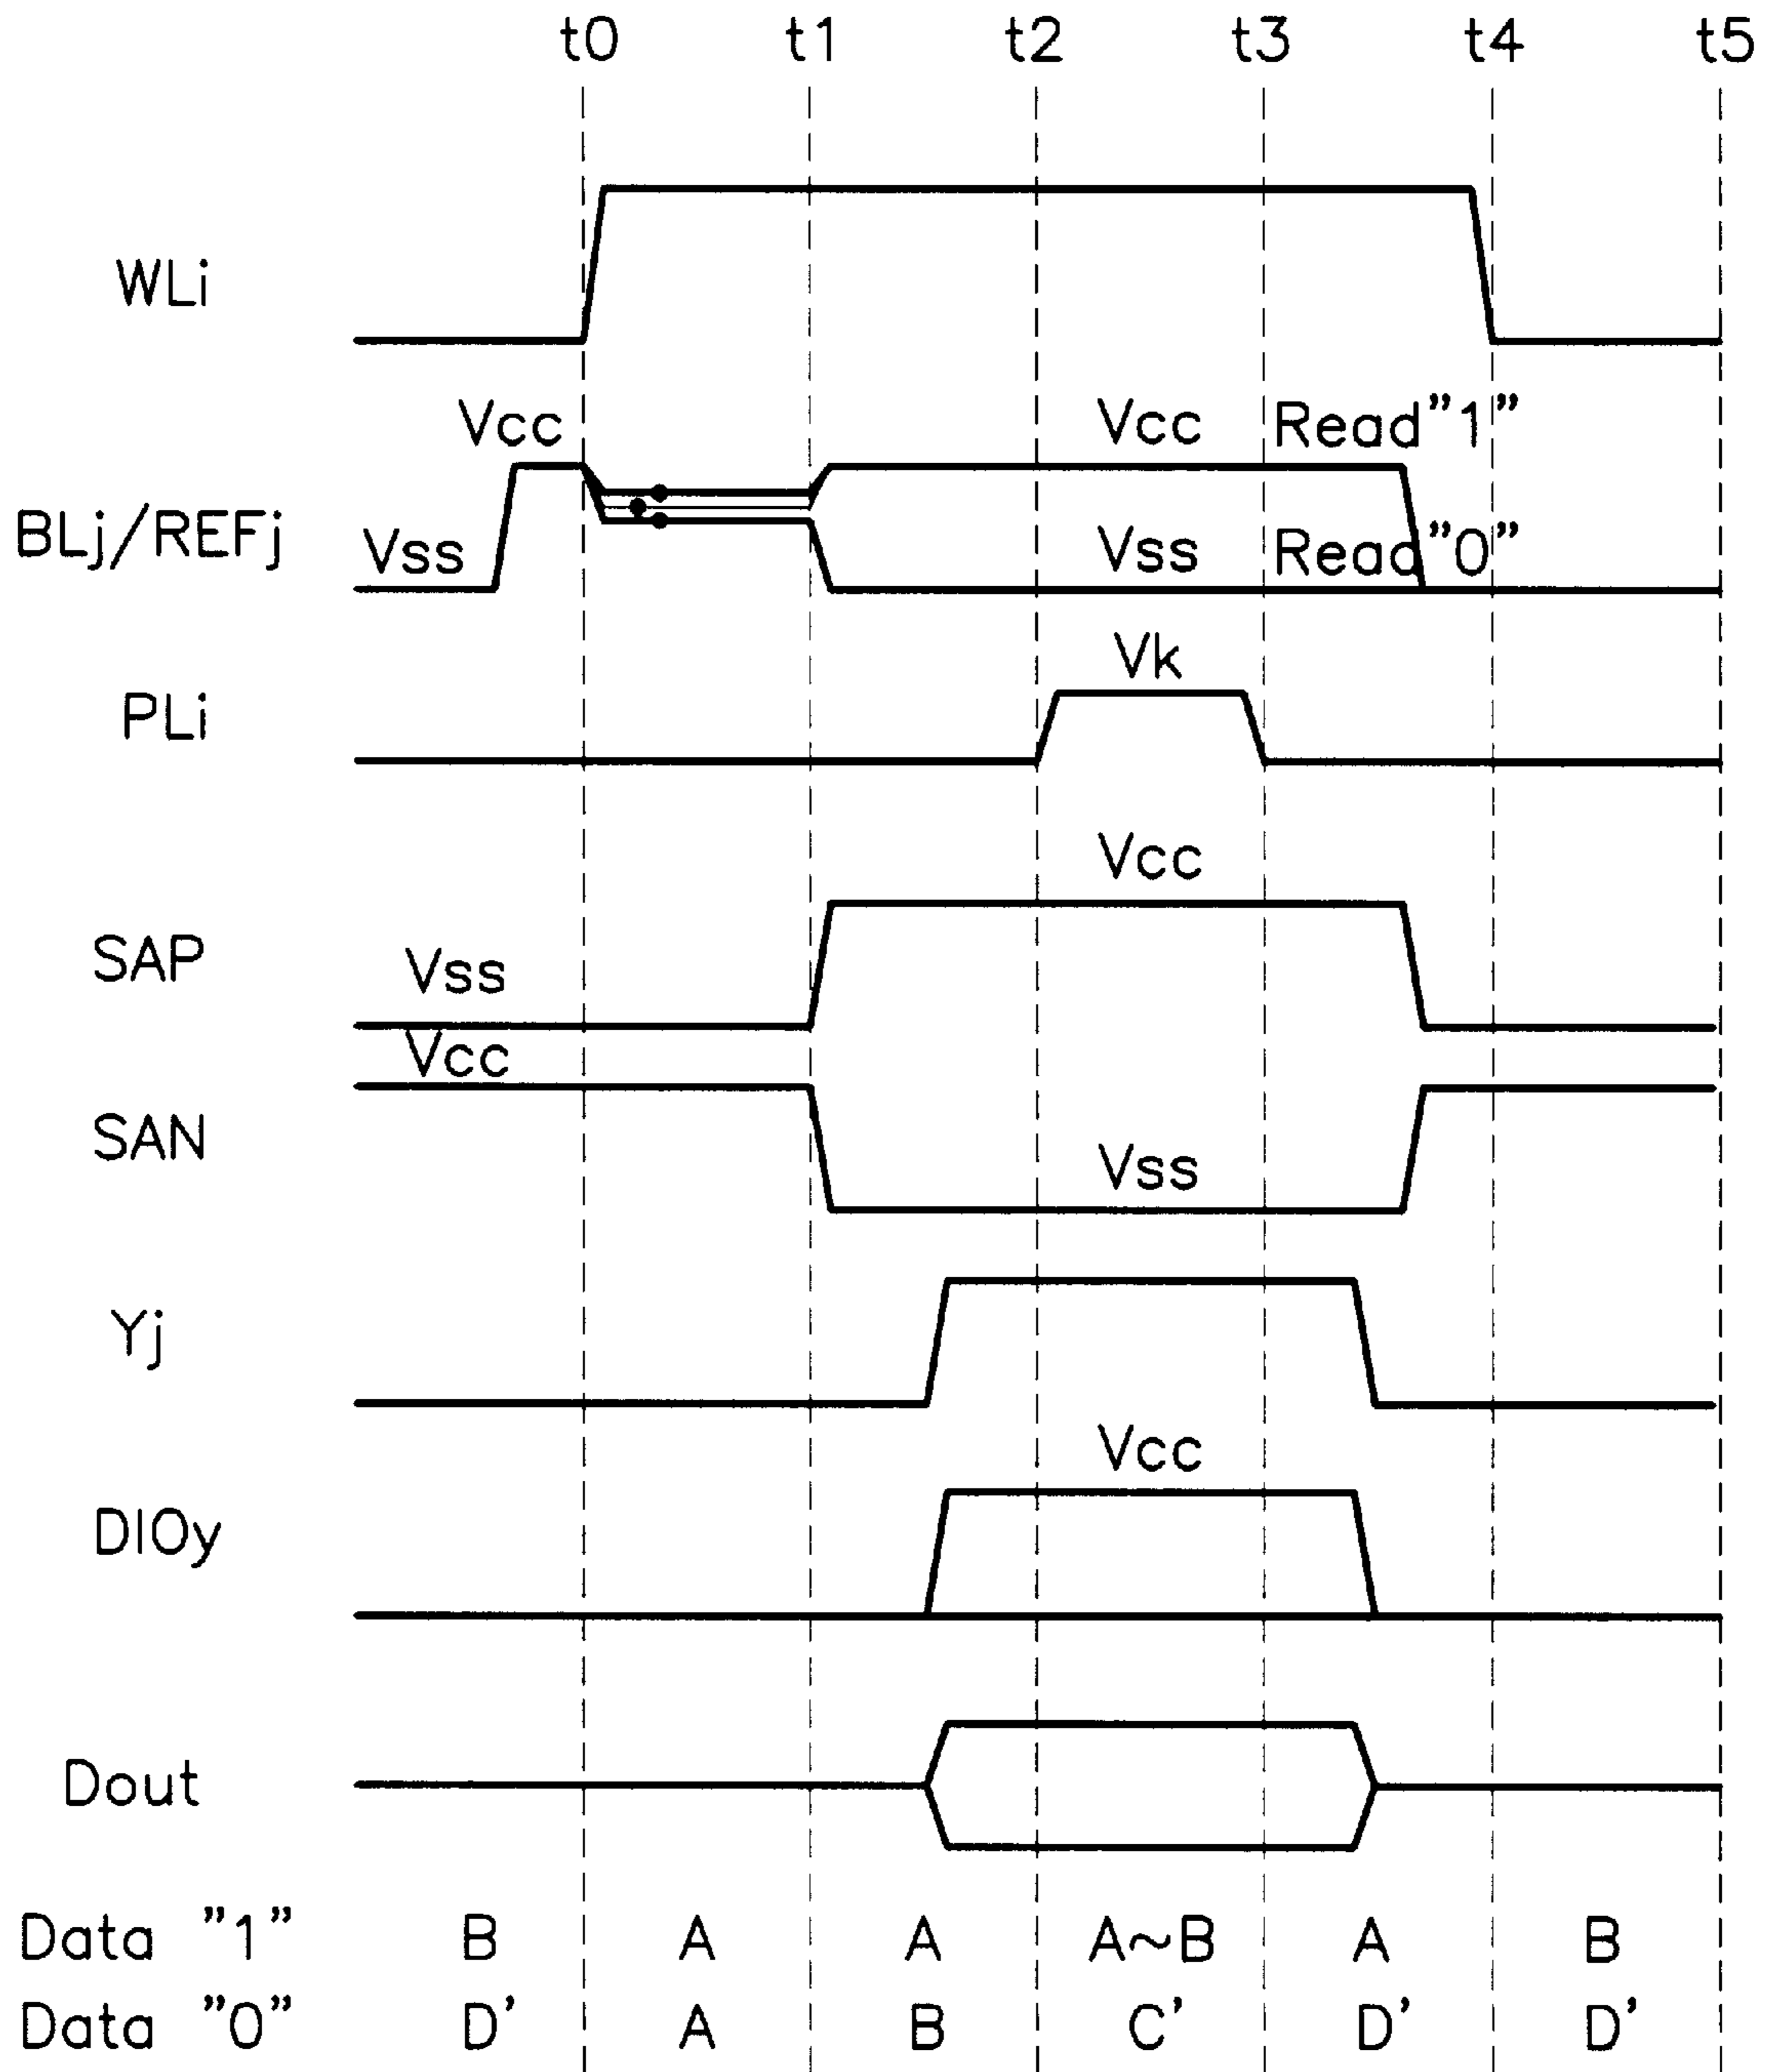 t0 t1 t2 t3 t4 t5
WLi
Vcc Vcc Read"1"
BLj/REFj Vss Vss Read"0"
Vk
PLi
Vcc
SAP Vss
Vcc
SAN Vss
Yj
Vcc
DIOy
Dout
Data "1" B A A A~B A B
Data "0" D' A B C' D' D'